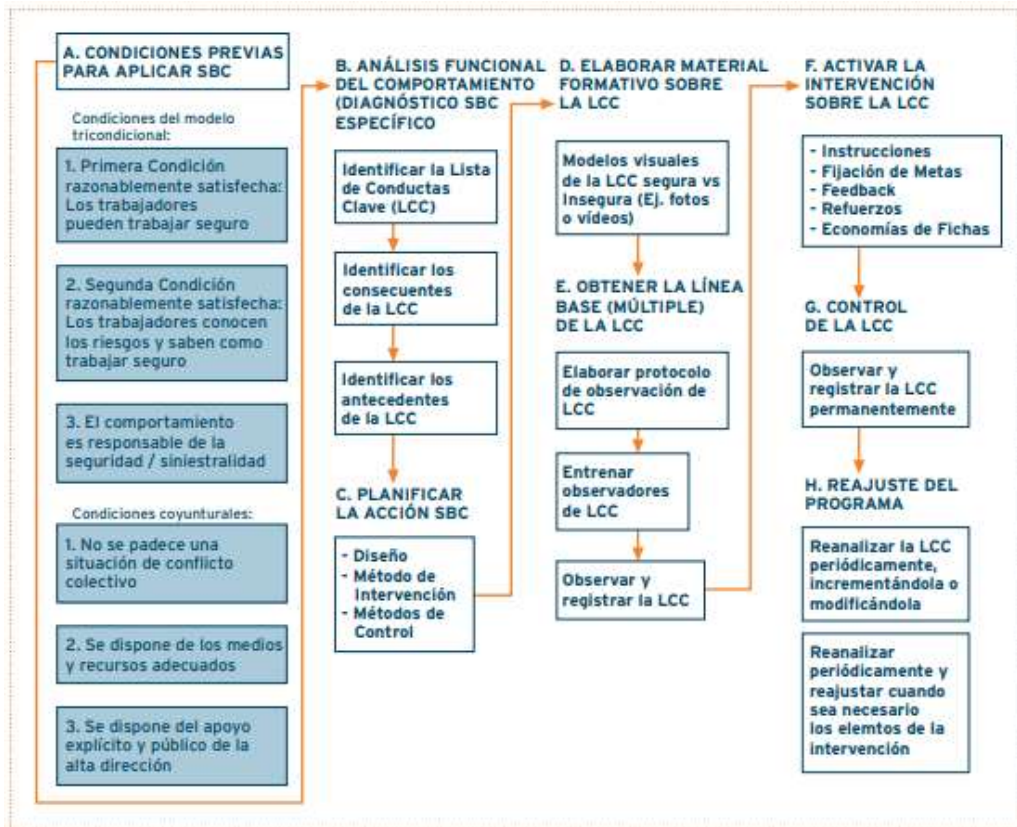 A. CONDICIONES PREVIAS
PARA APLICAR SBC
Condiciones del modelo
tricondicional:
1. Primera Condición
razonablemente satisfecha:
Los trabajadores
pueden trabajar seguro
2. Segunda Condición
razonablemente satisfecha:
Los trabajadores conocen
los riesgos y saben como
trabajar seguro
3. El comportamiento
es responsable de la
seguridad / siniestralidad
Condiciones coyunturales:
1. No se padece una
situación de conflicto
colectivo
2. Se dispone de los medios
y recursos adecuados
3. Se dispone del apoyo
explícito y público de la
alta dirección
B. ANÁLISIS FUNCIONAL
DEL COMPORTAMIENTO
(DIAGNÓSTICO SBC
ESPECÍFICO
Identificar la Lista
de Conductas
Clave (LCC)
Identificar los
consecuentes
de la LCC
Identificar los
antecedentes
de la LCC
C. PLANIFICAR
LA ACCIÓN SBC
- Diseño
- Método de
Intervención
- Métodos de
Control
D. ELABORAR MATERIAL
FORMATIVO SOBRE
LA LCC
Modelos visuales
de la LCC segura vs
Insegura (Ej. fotos
o vídeos)
E. OBTENER LA LÍNEA
BASE (MÚLTIPLE)
DE LA LCC
Elaborar protocolo
de observación de
LCC
Entrenar
observadores
de LCC
Observar y
registrar la LCC
F. ACTIVAR LA
INTERVENCIÓN
SOBRE LA LCC
- Instrucciones
- Fijación de Metas
- Feedback
- Refuerzos
- Economías de Fichas
G. CONTROL
DE LA LCC
Observar y
registrar la LCC
permanentemente
H. REAJUSTE DEL
PROGRAMA
Reanalizar la LCC
periódicamente,
incrementándola o
modificándola
Reanalizar
periódicamente y
reajustar cuando
sea necesario
los elemtos de la
intervención